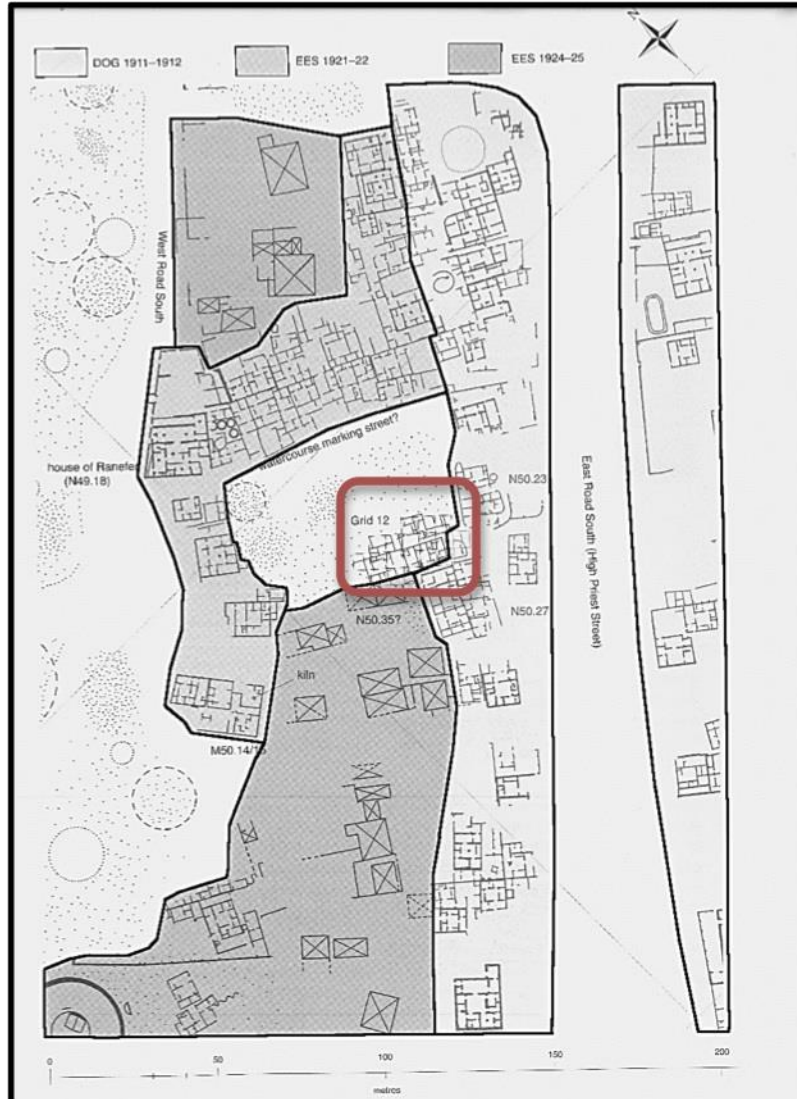 N
DOG 1911–1912
EES 1921–22
EES 1924–25
West Road South
watercourse marking street?
house of Ranefer
(N49.18)
N50.23
Grid 12
East Road South (High Priest Street)
N50.27
N50.35?
kiln
M50.14/
0
50
100
150
200
metres